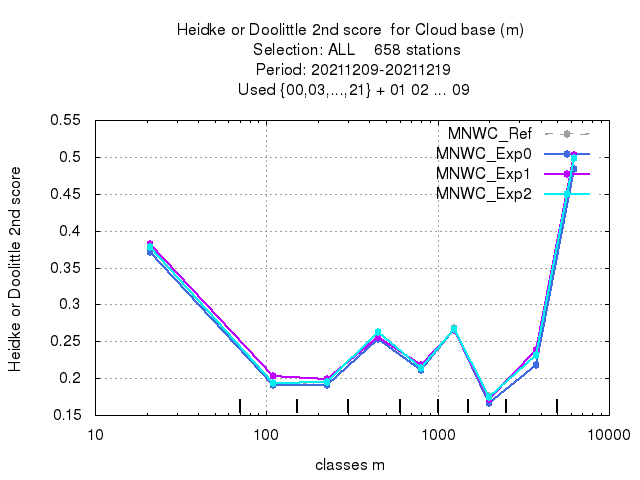 Heidke or Doolittle 2nd score  for Cloud base (m)
Selection: ALL    658 stations
Period: 20211209-20211219
Used {00,03,...,21} + 01 02 ... 09
MNWC_Ref
MNWC_Exp0
MNWC_Exp1
MNWC_Exp2
Heidke or Doolittle 2nd score
0.55
0.5
0.45
0.4
0.35
0.3
0.25
0.2
0.15
10 100 1000 10000
classes m